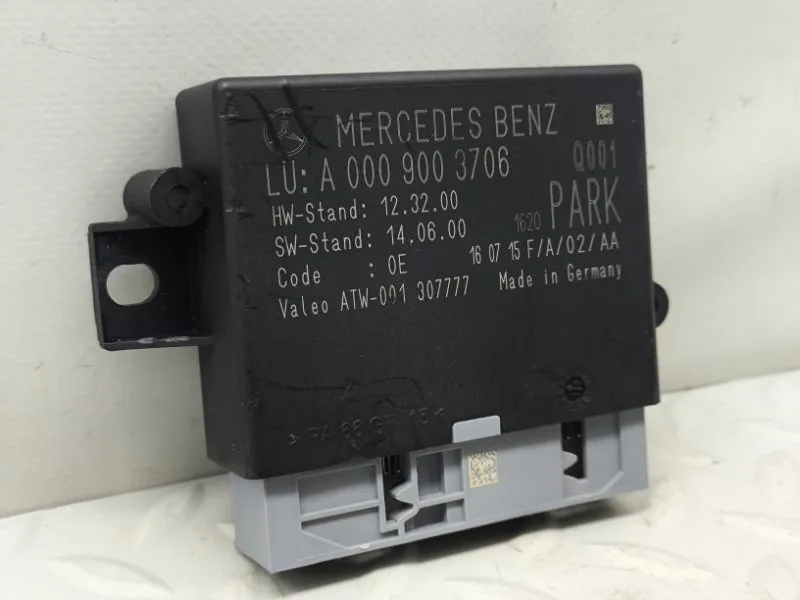 MERCEDES BENZ
LU: A 000 900 3706 Q001
HW-Stand: 12.32.00
SW-Stand: 14.06.00 1620 PARK
Code : 0E 16 07 15 F/A/02/AA
Valeo ATW-001 307777 Made in Germany